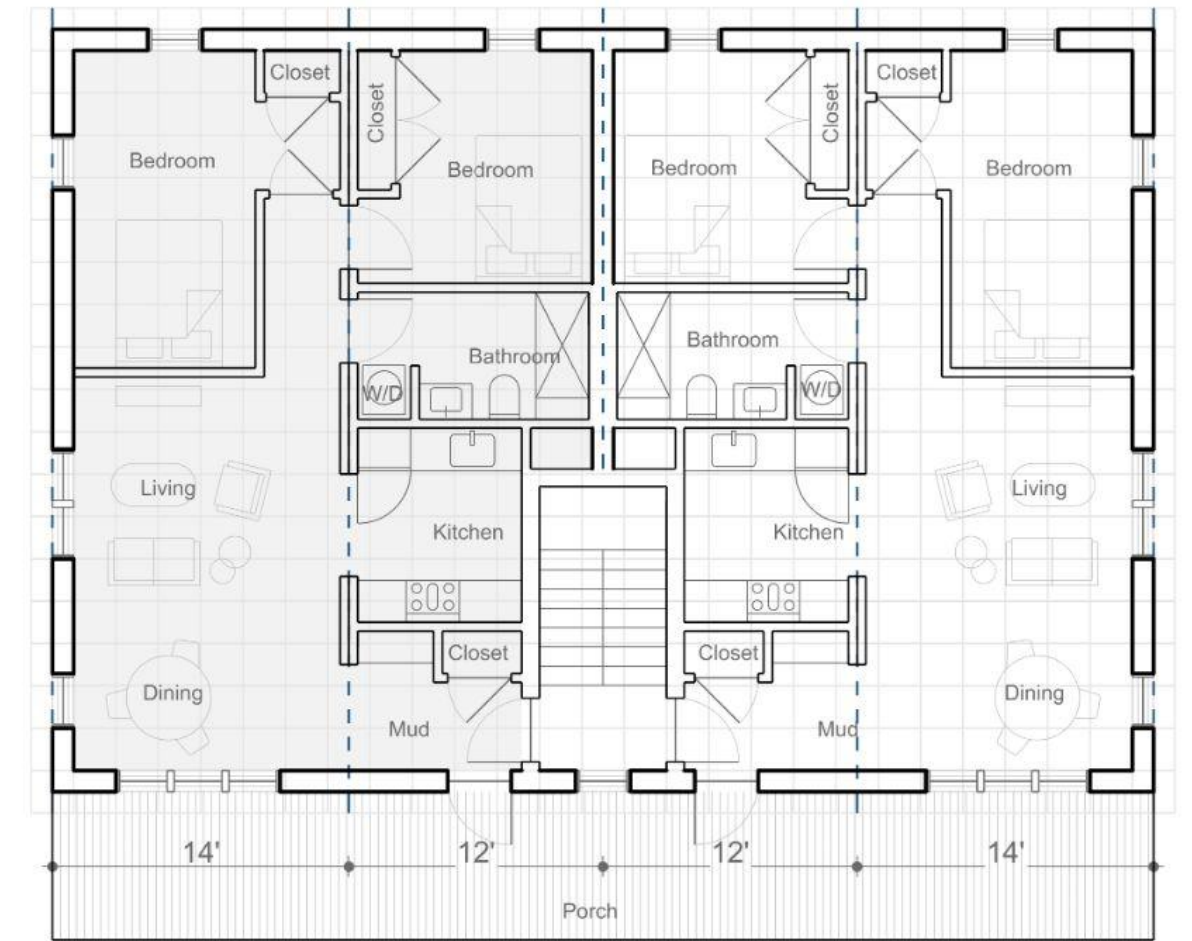 Closet
Closet
Closet
Closet
Bedroom
Bedroom
Bedroom
Bedroom
Bathroom
Bathroom
W/D
W/D
Living
Living
Kitchen
Kitchen
Closet
Closet
Dining
Dining
Mud
Mud
14'
12'
12'
14'
Porch